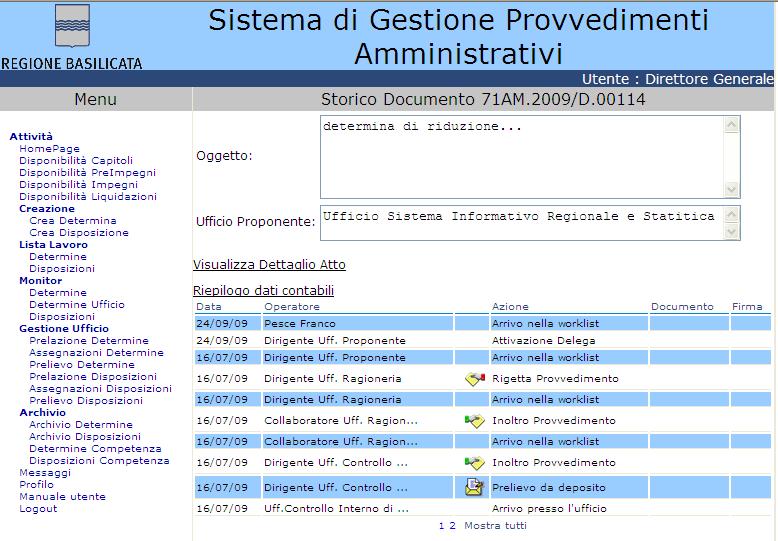 Sistema di Gestione Provvedimenti
Amministrativi
REGIONE BASILICATA
Utente : Direttore Generale
Menu
Storico Documento 71AM.2009/D.00114
Attività
HomePage
Disponibilità Capitoli
Disponibilità PreImpegni
Disponibilità Impegni
Disponibilità Liquidazioni
Creazione
Crea Determina
Crea Disposizione
Lista Lavoro
Determine
Disposizioni
Monitor
Determine
Determine Ufficio
Disposizioni
Gestione Ufficio
Prelazione Determine
Assegnazioni Determine
Prelievo Determine
Prelazione Disposizioni
Assegnazioni Disposizioni
Prelievo Disposizioni
Archivio
Archivio Determine
Archivio Disposizioni
Determine Competenza
Disposizioni Competenza
Messaggi
Profilo
Manuale utente
Logout
Oggetto:
determina di riduzione...
Ufficio Proponente:
Ufficio Sistema Informativo Regionale e Statitica
Visualizza Dettaglio Atto
Riepilogo dati contabili
Data Operatore Azione Documento Firma
24/09/09 Pesce Franco Arrivo nella worklist
24/09/09 Dirigente Uff. Proponente Attivazione Delega
16/07/09 Dirigente Uff. Proponente Arrivo nella worklist
16/07/09 Dirigente Uff. Ragioneria Rigetta Provvedimento
16/07/09 Dirigente Uff. Ragioneria Arrivo nella worklist
16/07/09 Collaboratore Uff. Ragion... Inoltro Provvedimento
16/07/09 Collaboratore Uff. Ragion... Arrivo nella worklist
16/07/09 Dirigente Uff. Controllo ... Inoltro Provvedimento
16/07/09 Dirigente Uff. Controllo ... Prelievo da deposito
16/07/09 Uff.Controllo Interno di ... Arrivo presso l'ufficio
1 2 Mostra tutti